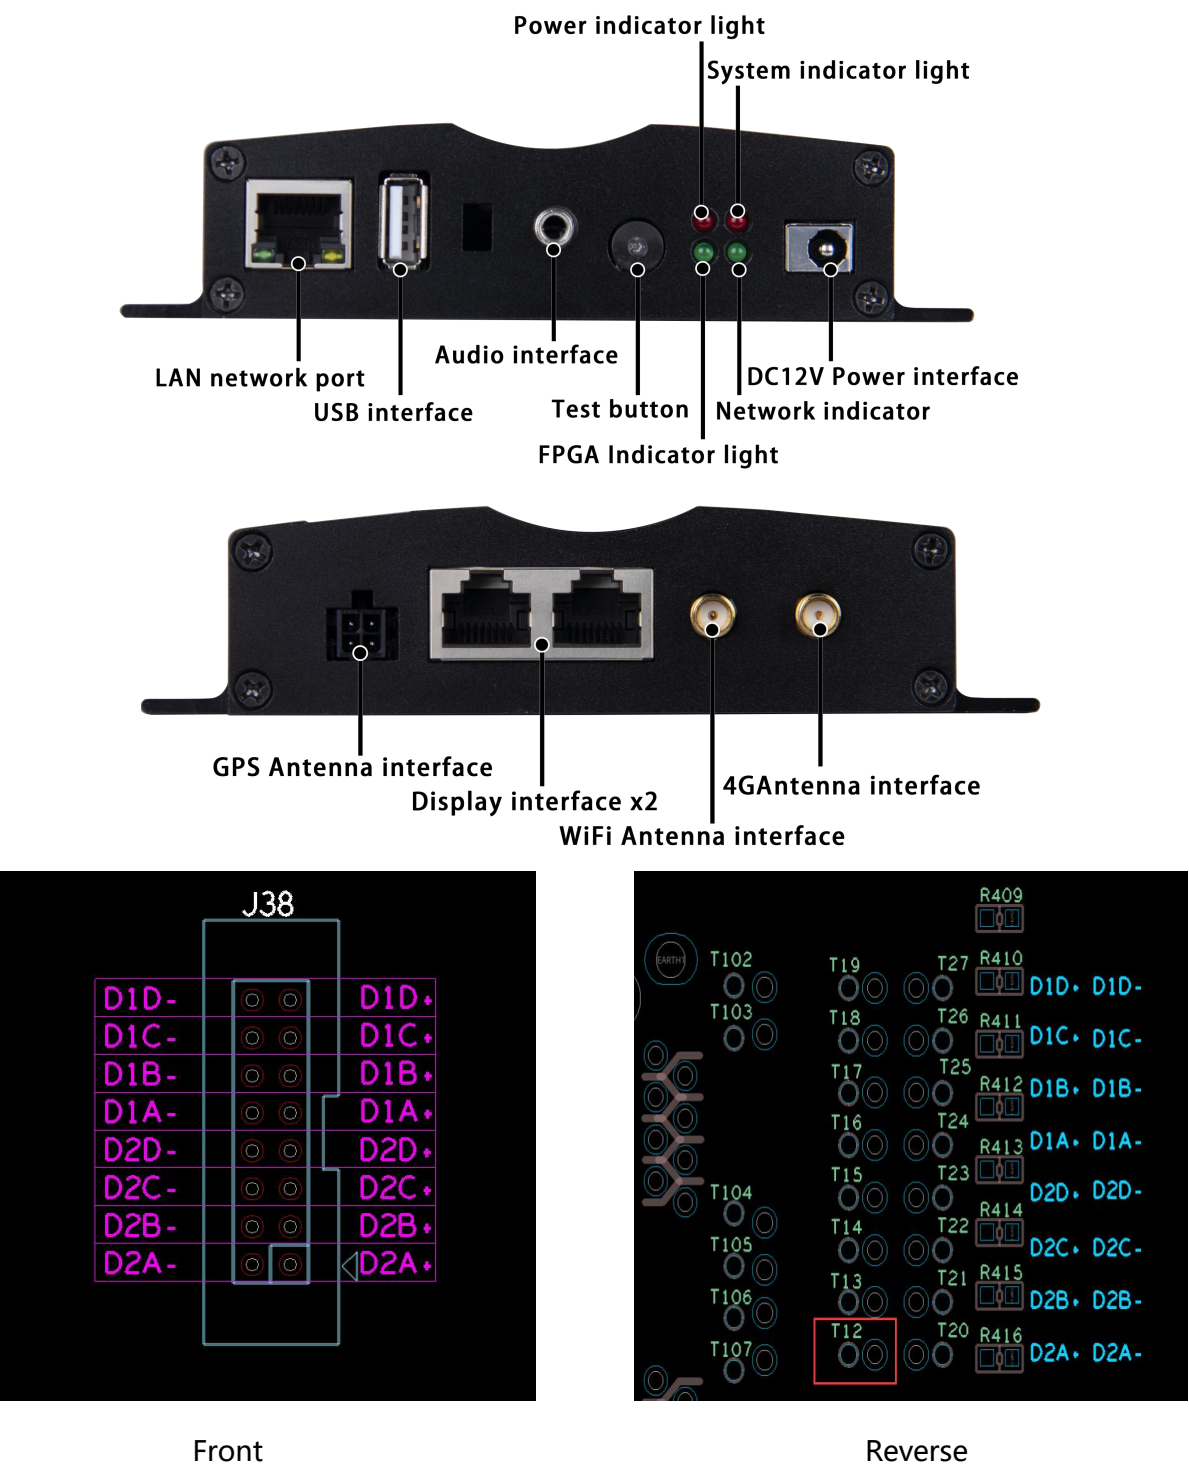 Power indicator light
System indicator light
Audio interface
LAN network port
DC12V Power interface
USB interface
Test button
Network indicator
FPGA Indicator light
GPS Antenna interface
Display interface x2
4GAntenna interface
WiFi Antenna interface
J38
D1D- D1D+
D1C- D1C+
D1B- D1B+
D1A- D1A+
D2D- D2D+
D2C- D2C+
D2B- D2B+
D2A- D2A+
R409
EARTH1 T102 T19 T27 R410 D1D+ D1D-
T103 T18 T26 R411 D1C+ D1C-
T17 T25 R412 D1B+ D1B-
T16 T24 R413 D1A+ D1A-
T104 T15 T23 D2D+ D2D-
T105 T14 T22 R414 D2C+ D2C-
T106 T13 T21 R415 D2B+ D2B-
T107 T12 T20 R416 D2A+ D2A-
Front Reverse